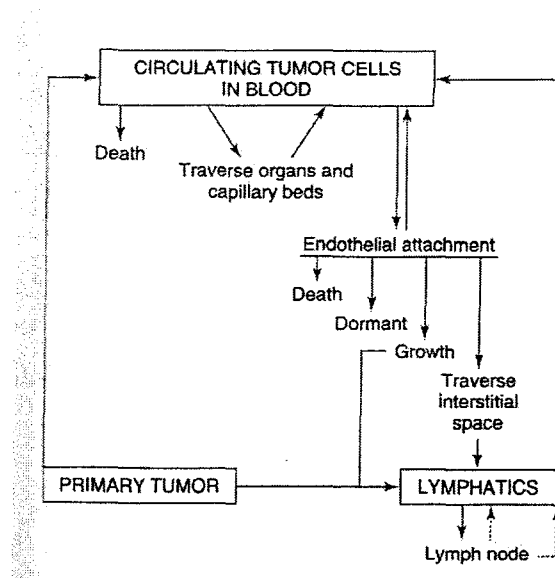 CIRCULATING TUMOR CELLS
IN BLOOD
Death
Traverse organs and
capillary beds
Endothelial attachment
Death
Dormant
Growth
Traverse
interstitial
space
PRIMARY TUMOR
LYMPHATICS
Lymph node